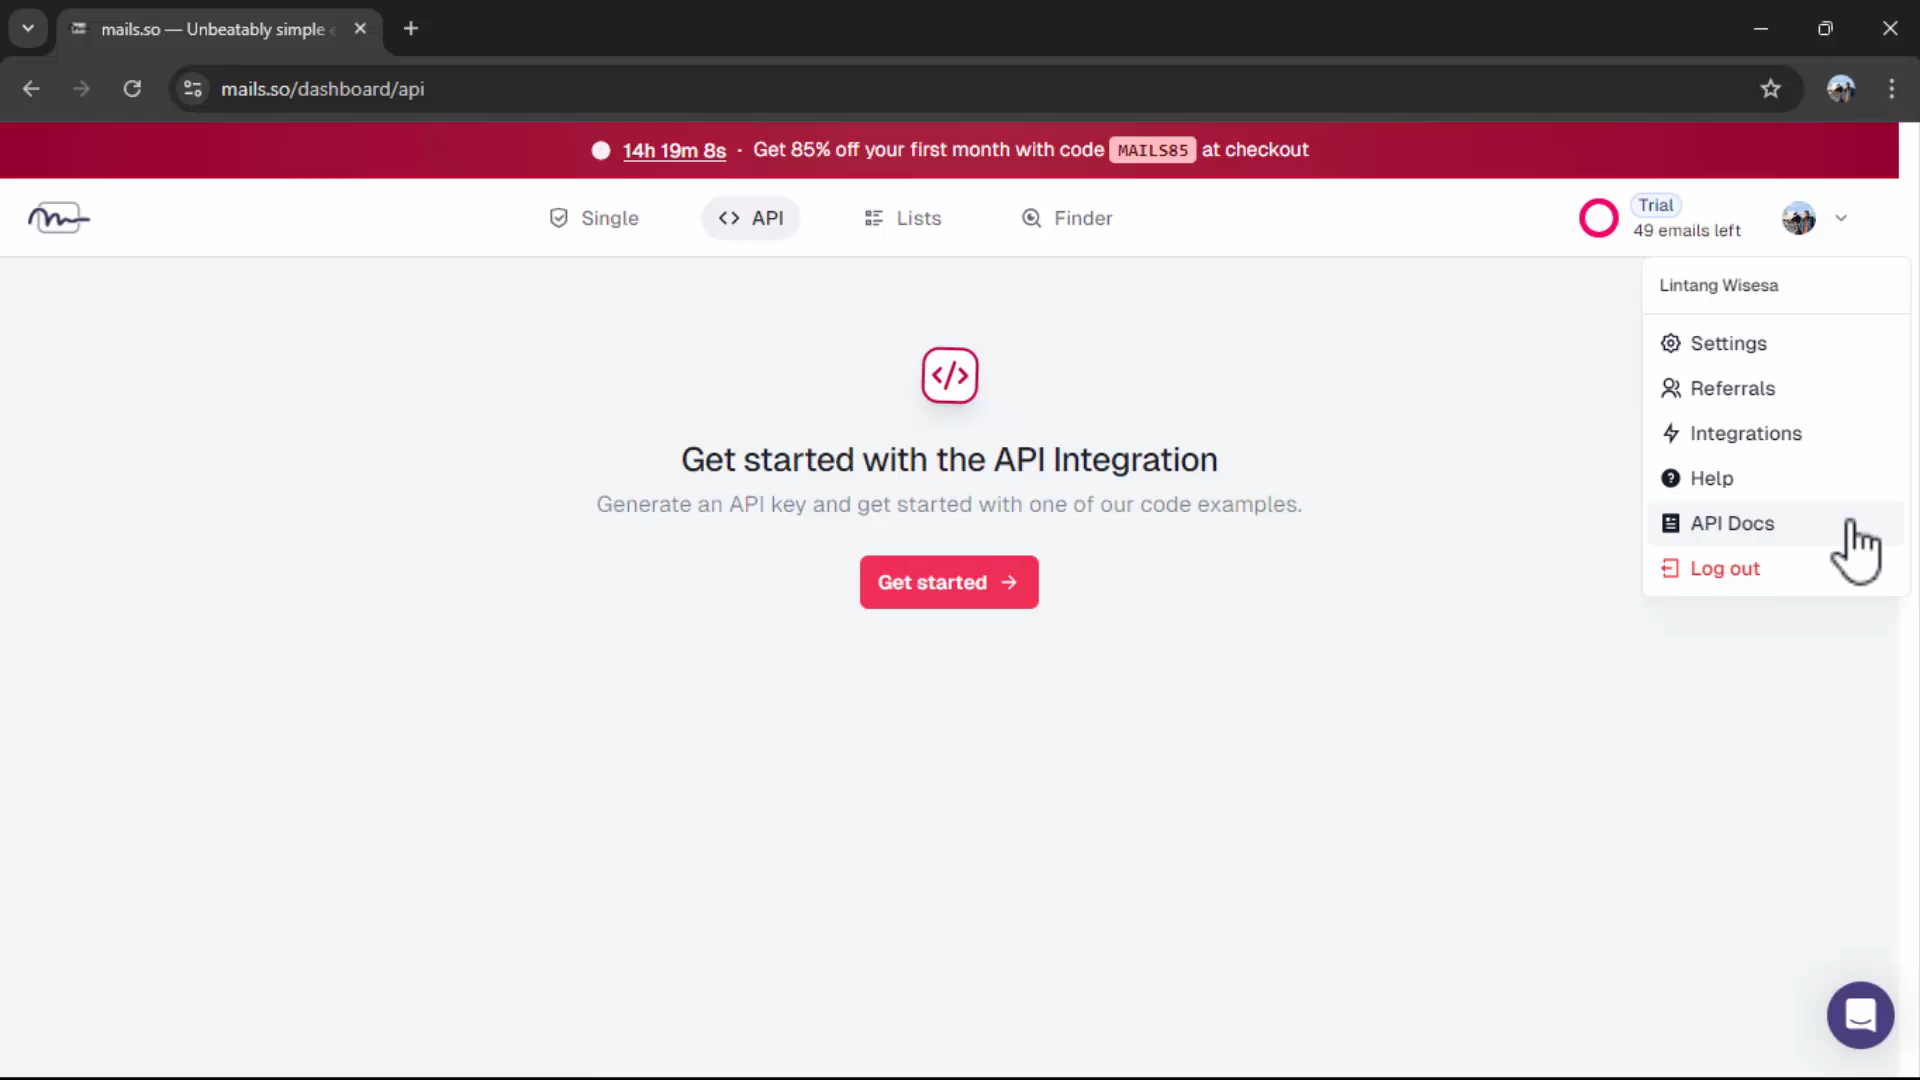 mails.so — Unbeatably simple
mails.so/dashboard/api
14h 19m 8s · Get 85% off your first month with code MAILS85 at checkout
Single
API
Lists
Finder
Trial
49 emails left
Lintang Wisesa
Settings
Referrals
Integrations
Help
API Docs
Log out
Get started with the API Integration
Generate an API key and get started with one of our code examples.
Get started →